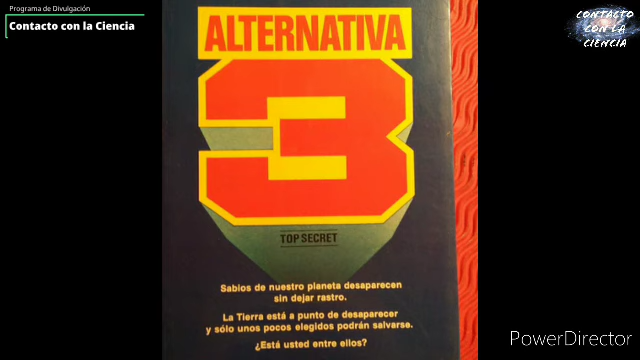 Programa de Divulgación
Contacto con la Ciencia
CONTACTO
CON LA
CIENCIA
ALTERNATIVA
3
TOP SECRET
Sabios de nuestro planeta desaparecen
sin dejar rastro.
La Tierra está a punto de desaparecer
y sólo unos pocos elegidos podrán salvarse.
¿Está usted entre ellos?
PowerDirector